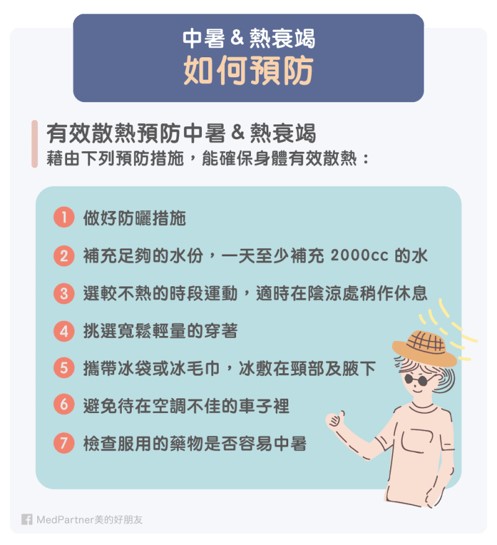 中暑 & 熱衰竭
如何預防
有效散熱預防中暑 & 熱衰竭
藉由下列預防措施，能確保身體有效散熱：
1 做好防曬措施
2 補充足夠的水份，一天至少補充 2000cc 的水
3 選較不熱的時段運動，適時在陰涼處稍作休息
4 挑選寬鬆輕量的穿著
5 攜帶冰袋或冰毛巾，冰敷在頸部及腋下
6 避免待在空調不佳的車子裡
7 檢查服用的藥物是否容易中暑
MedPartner美的好朋友